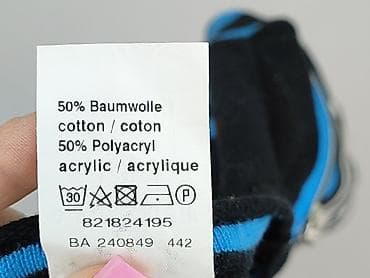 50% Baumwolle
cotton / coton
50% Polyacryl
acrylic / acrylique
30 P
821824195
BA 240849 442